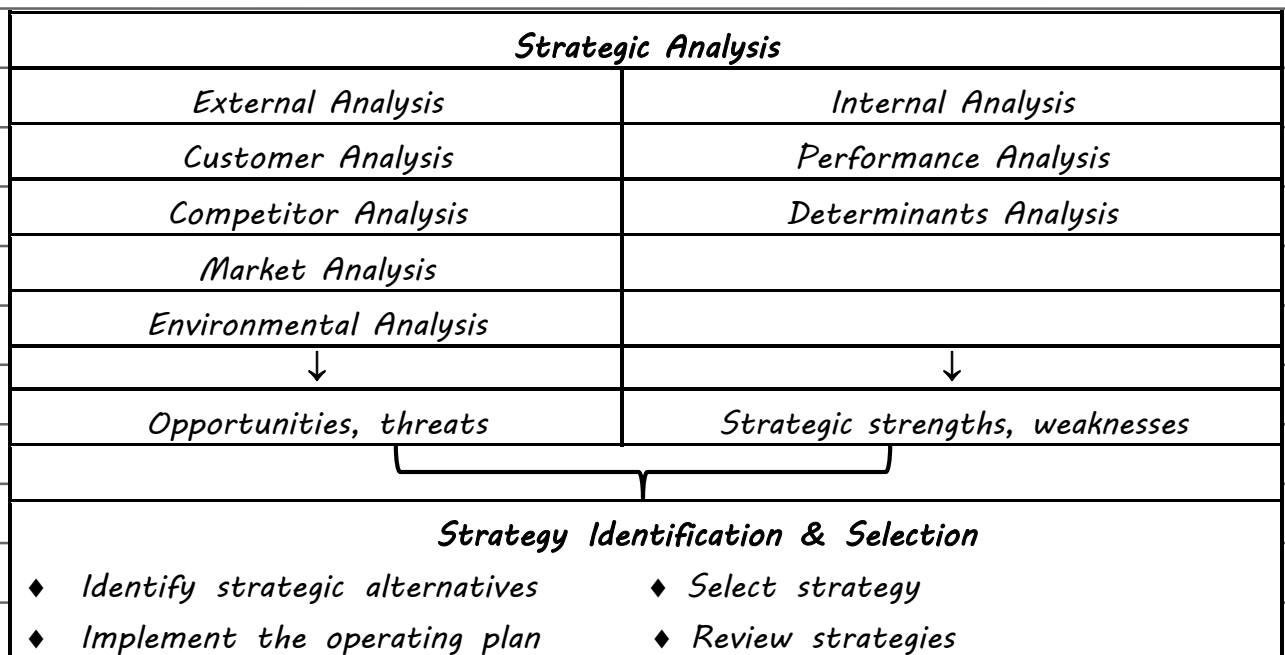 Strategic Analysis
External Analysis Internal Analysis
Customer Analysis Performance Analysis
Competitor Analysis Determinants Analysis
Market Analysis
Environmental Analysis
↓ ↓
Opportunities, threats Strategic strengths, weaknesses
Strategy Identification & Selection
♦ Identify strategic alternatives ♦ Select strategy
♦ Implement the operating plan ♦ Review strategies